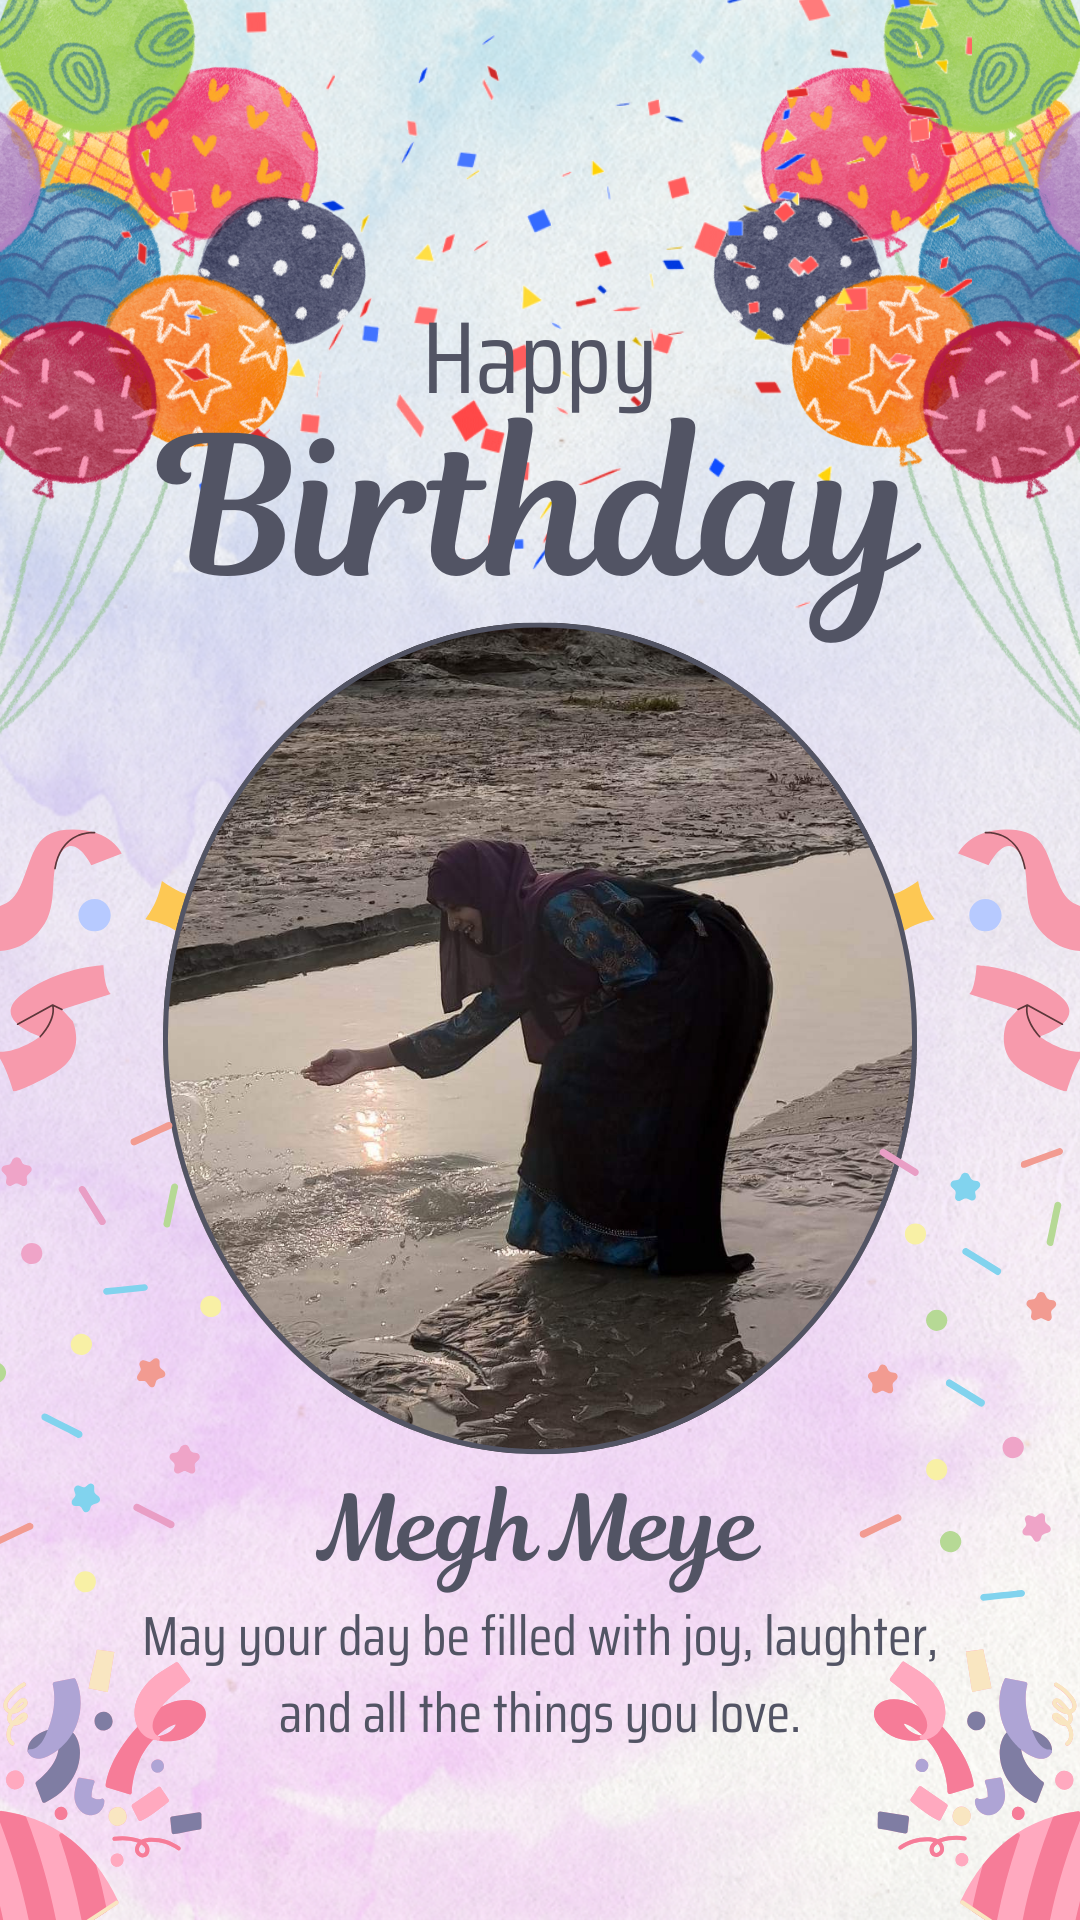 Happy
Birthday
Megh Meye
May your day be filled with joy, laughter,
and all the things you love.